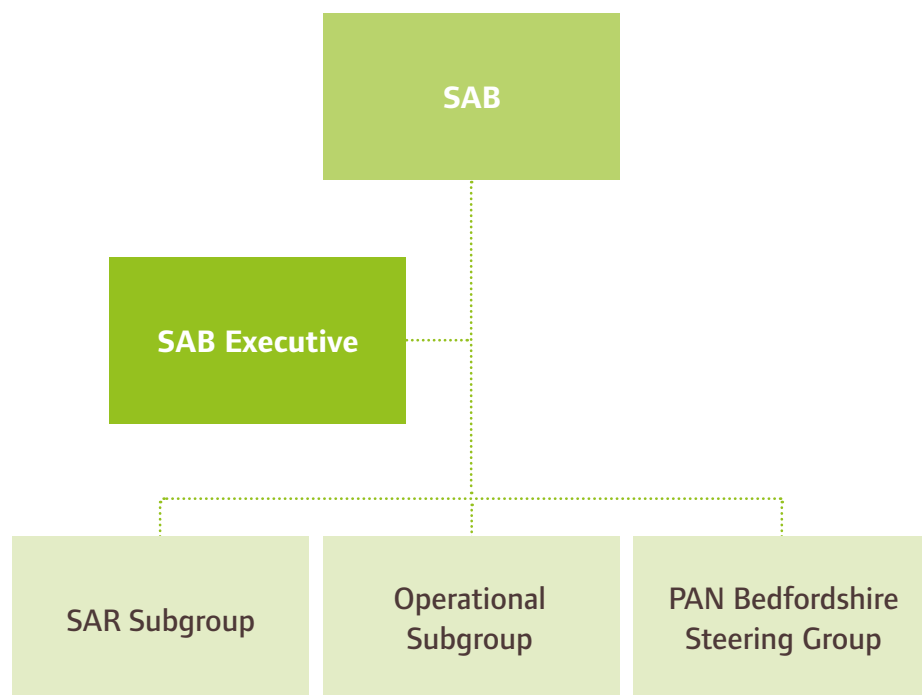 SAB
SAB Executive
SAR Subgroup
Operational
Subgroup
PAN Bedfordshire
Steering Group